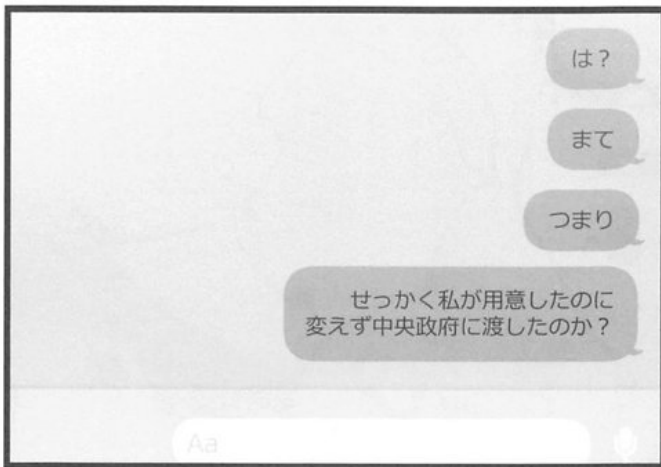 は?
まて
つまり
せっかく私が用意したのに
変えず中央政府に渡したのか?
Aa